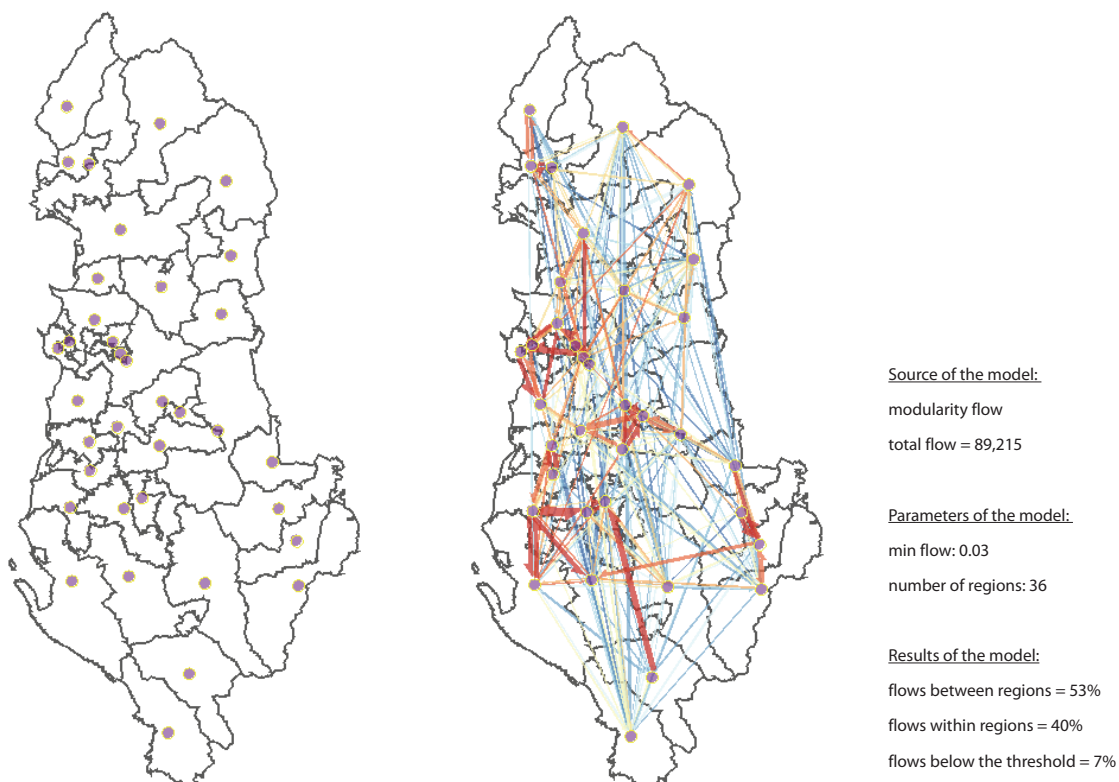 Source of the model:
modularity flow
total flow = 89,215
Parameters of the model:
min flow: 0.03
number of regions: 36
Results of the model:
flows between regions = 53%
flows within regions = 40%
flows below the threshold = 7%